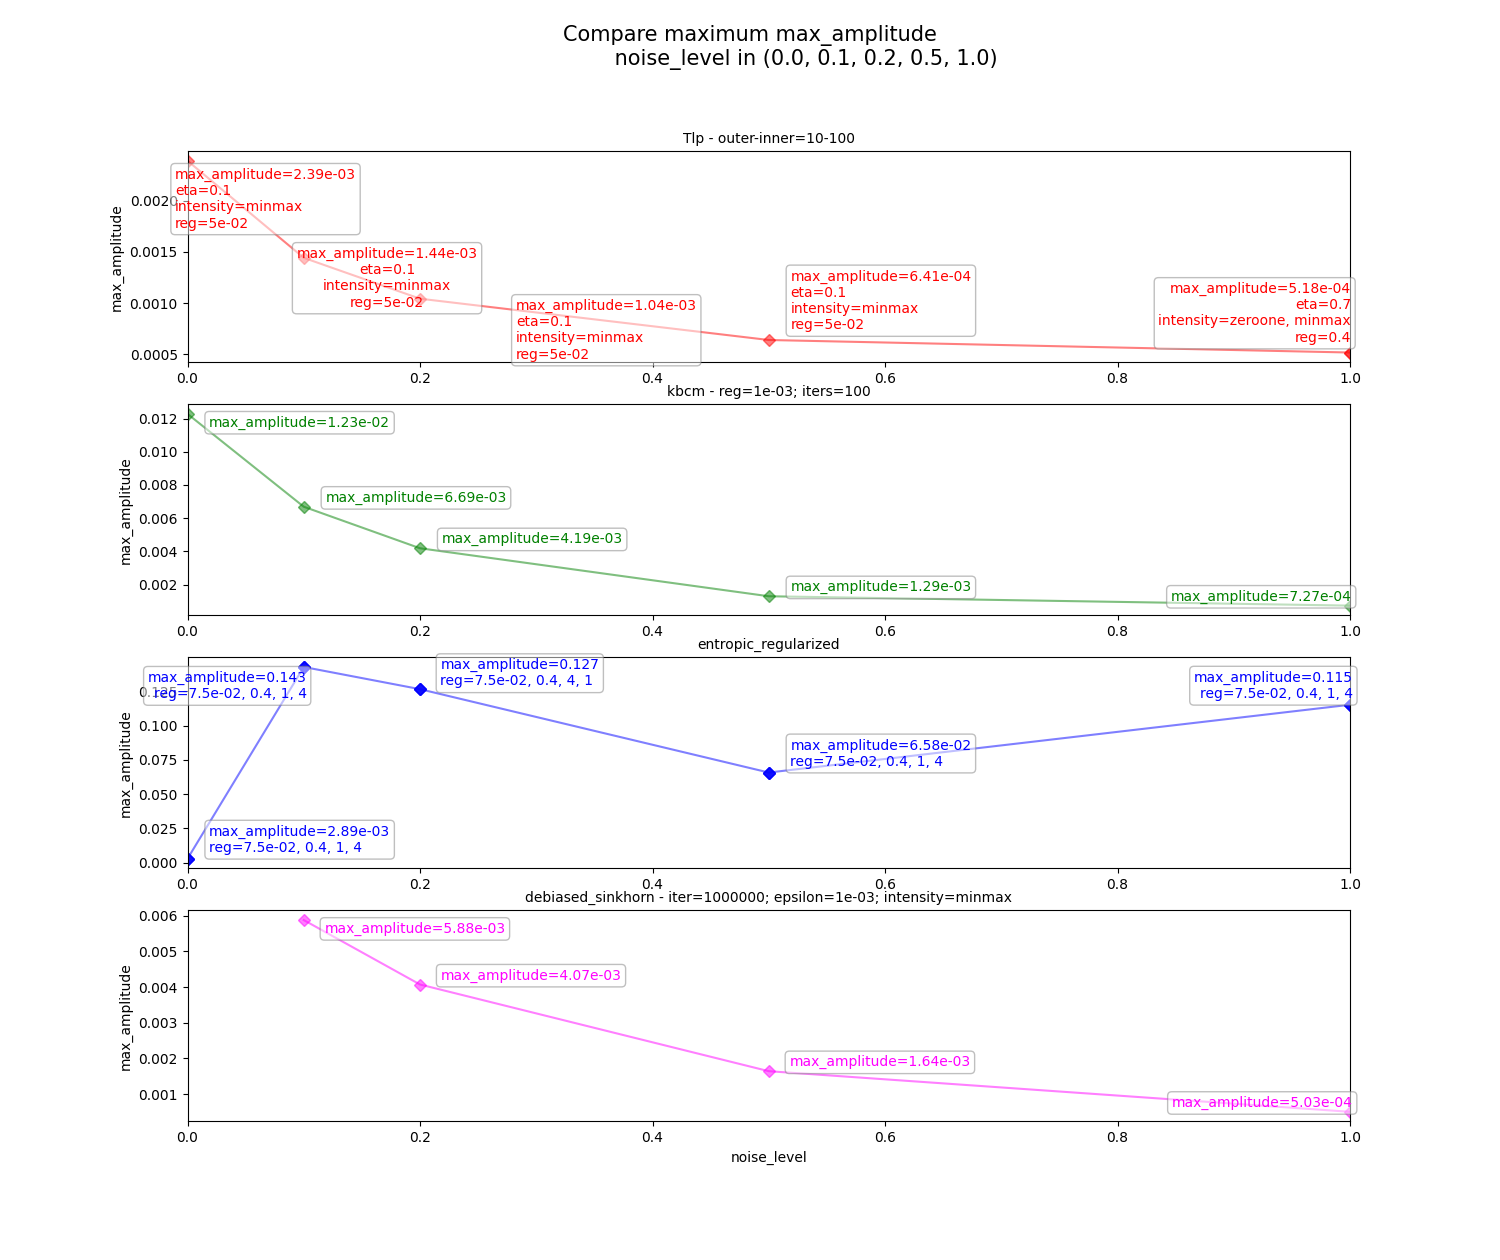 Compare maximum max_amplitude
noise_level in (0.0, 0.1, 0.2, 0.5, 1.0)
Tlp - outer-inner=10-100
max_amplitude
0.0020
0.0015
0.0010
0.0005
max_amplitude=2.39e-03
eta=0.1
intensity=minmax
reg=5e-02
max_amplitude=1.44e-03
eta=0.1
intensity=minmax
reg=5e-02
max_amplitude=1.04e-03
eta=0.1
intensity=minmax
reg=5e-02
max_amplitude=6.41e-04
eta=0.1
intensity=minmax
reg=5e-02
max_amplitude=5.18e-04
eta=0.7
intensity=zeroone, minmax
reg=0.4
0.0 0.2 0.4 0.6 0.8 1.0
kbcm - reg=1e-03; iters=100
max_amplitude
0.012
0.010
0.008
0.006
0.004
0.002
max_amplitude=1.23e-02
max_amplitude=6.69e-03
max_amplitude=4.19e-03
max_amplitude=1.29e-03
max_amplitude=7.27e-04
0.0 0.2 0.4 0.6 0.8 1.0
entropic_regularized
max_amplitude
0.125
0.100
0.075
0.050
0.025
0.000
max_amplitude=0.143
reg=7.5e-02, 0.4, 1, 4
max_amplitude=0.127
reg=7.5e-02, 0.4, 4, 1
max_amplitude=0.115
reg=7.5e-02, 0.4, 1, 4
max_amplitude=6.58e-02
reg=7.5e-02, 0.4, 1, 4
max_amplitude=2.89e-03
reg=7.5e-02, 0.4, 1, 4
0.0 0.2 0.4 0.6 0.8 1.0
debiased_sinkhorn - iter=1000000; epsilon=1e-03; intensity=minmax
max_amplitude
0.006
0.005
0.004
0.003
0.002
0.001
max_amplitude=5.88e-03
max_amplitude=4.07e-03
max_amplitude=1.64e-03
max_amplitude=5.03e-04
0.0 0.2 0.4 0.6 0.8 1.0
noise_level